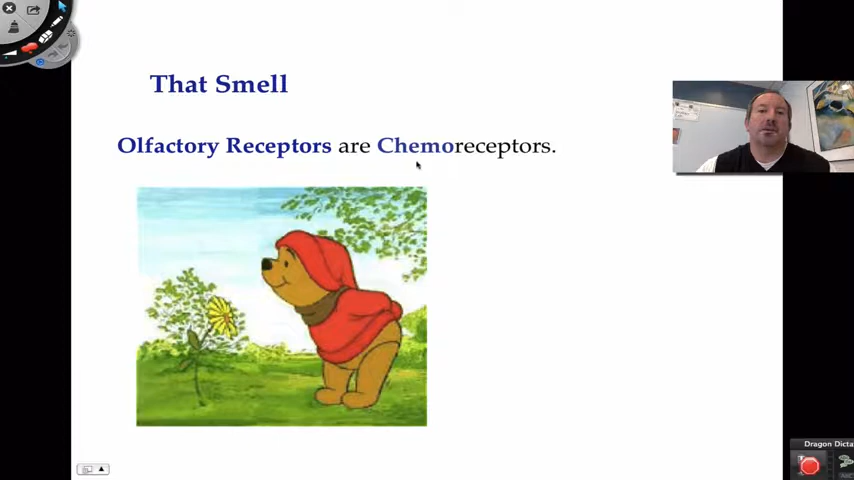 That Smell
Olfactory Receptors are Chemoreceptors.
Dragon Dicta